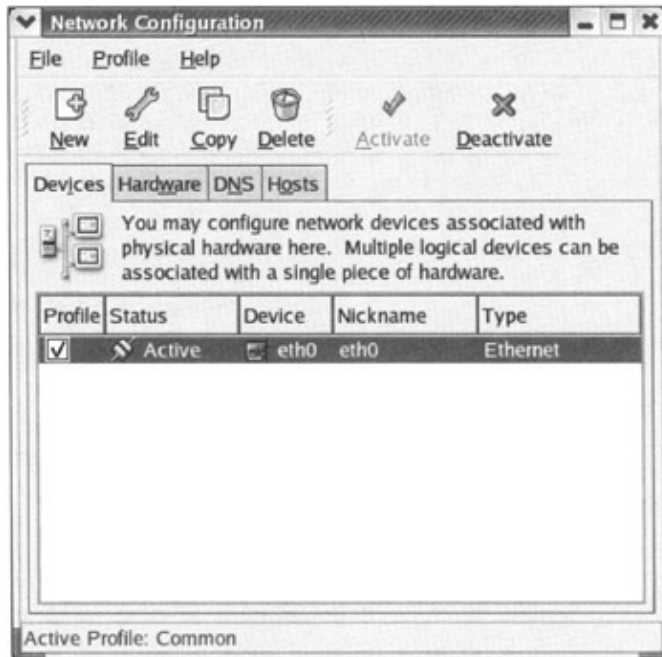 Network Configuration
File Profile Help
New Edit Copy Delete Activate Deactivate
Devices Hardware DNS Hosts
You may configure network devices associated with
physical hardware here. Multiple logical devices can be
associated with a single piece of hardware.
Profile Status Device Nickname Type
Active eth0 eth0 Ethernet
Active Profile: Common